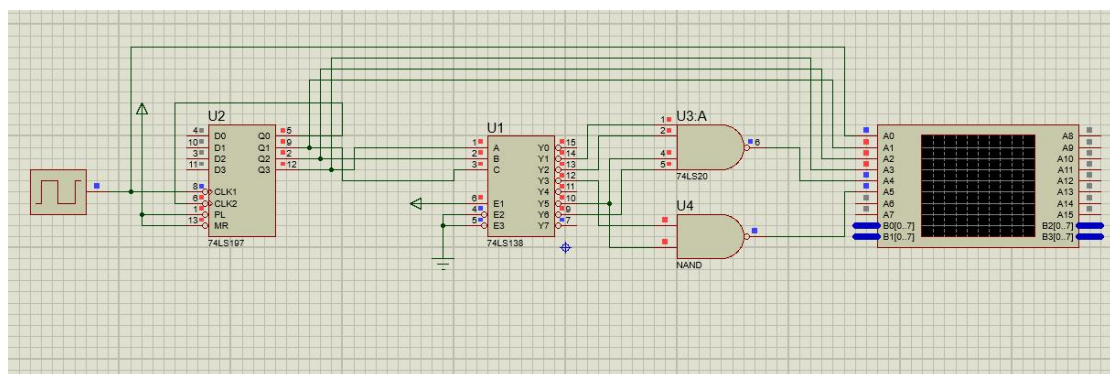 U2
4 D0 Q0 5
10 D1 Q1 9
3 D2 Q2 2
11 D3 Q3 12
8 CLK1
6 CLK2
1 PL
13 MR
74LS197
U1
1 A Y0 15
2 B Y1 14
3 C Y2 13
Y3 12
Y4 11
6 E1 Y5 10
4 E2 Y6 9
5 E3 Y7 7
74LS138
U3:A
1
2
6
4
5
74LS20
U4
NAND
A0 A8
A1 A9
A2 A10
A3 A11
A4 A12
A5 A13
A6 A14
A7 A15
B0[0..7] B2[0..7]
B1[0..7] B3[0..7]